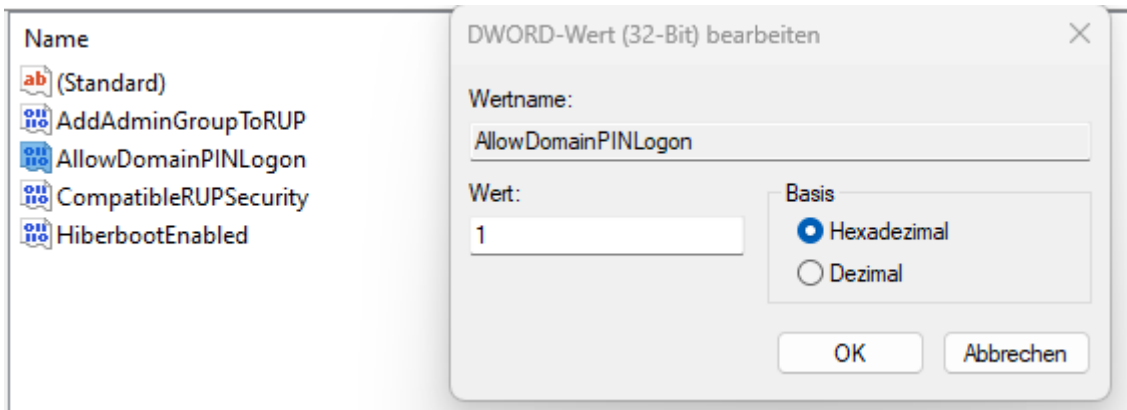 Name
(Standard)
AddAdminGroupToRUP
AllowDomainPINLogon
CompatibleRUPSecurity
HiberbootEnabled
DWORD-Wert (32-Bit) bearbeiten
Wertname:
AllowDomainPINLogon
Wert:
1
Basis
Hexadezimal
Dezimal
OK
Abbrechen